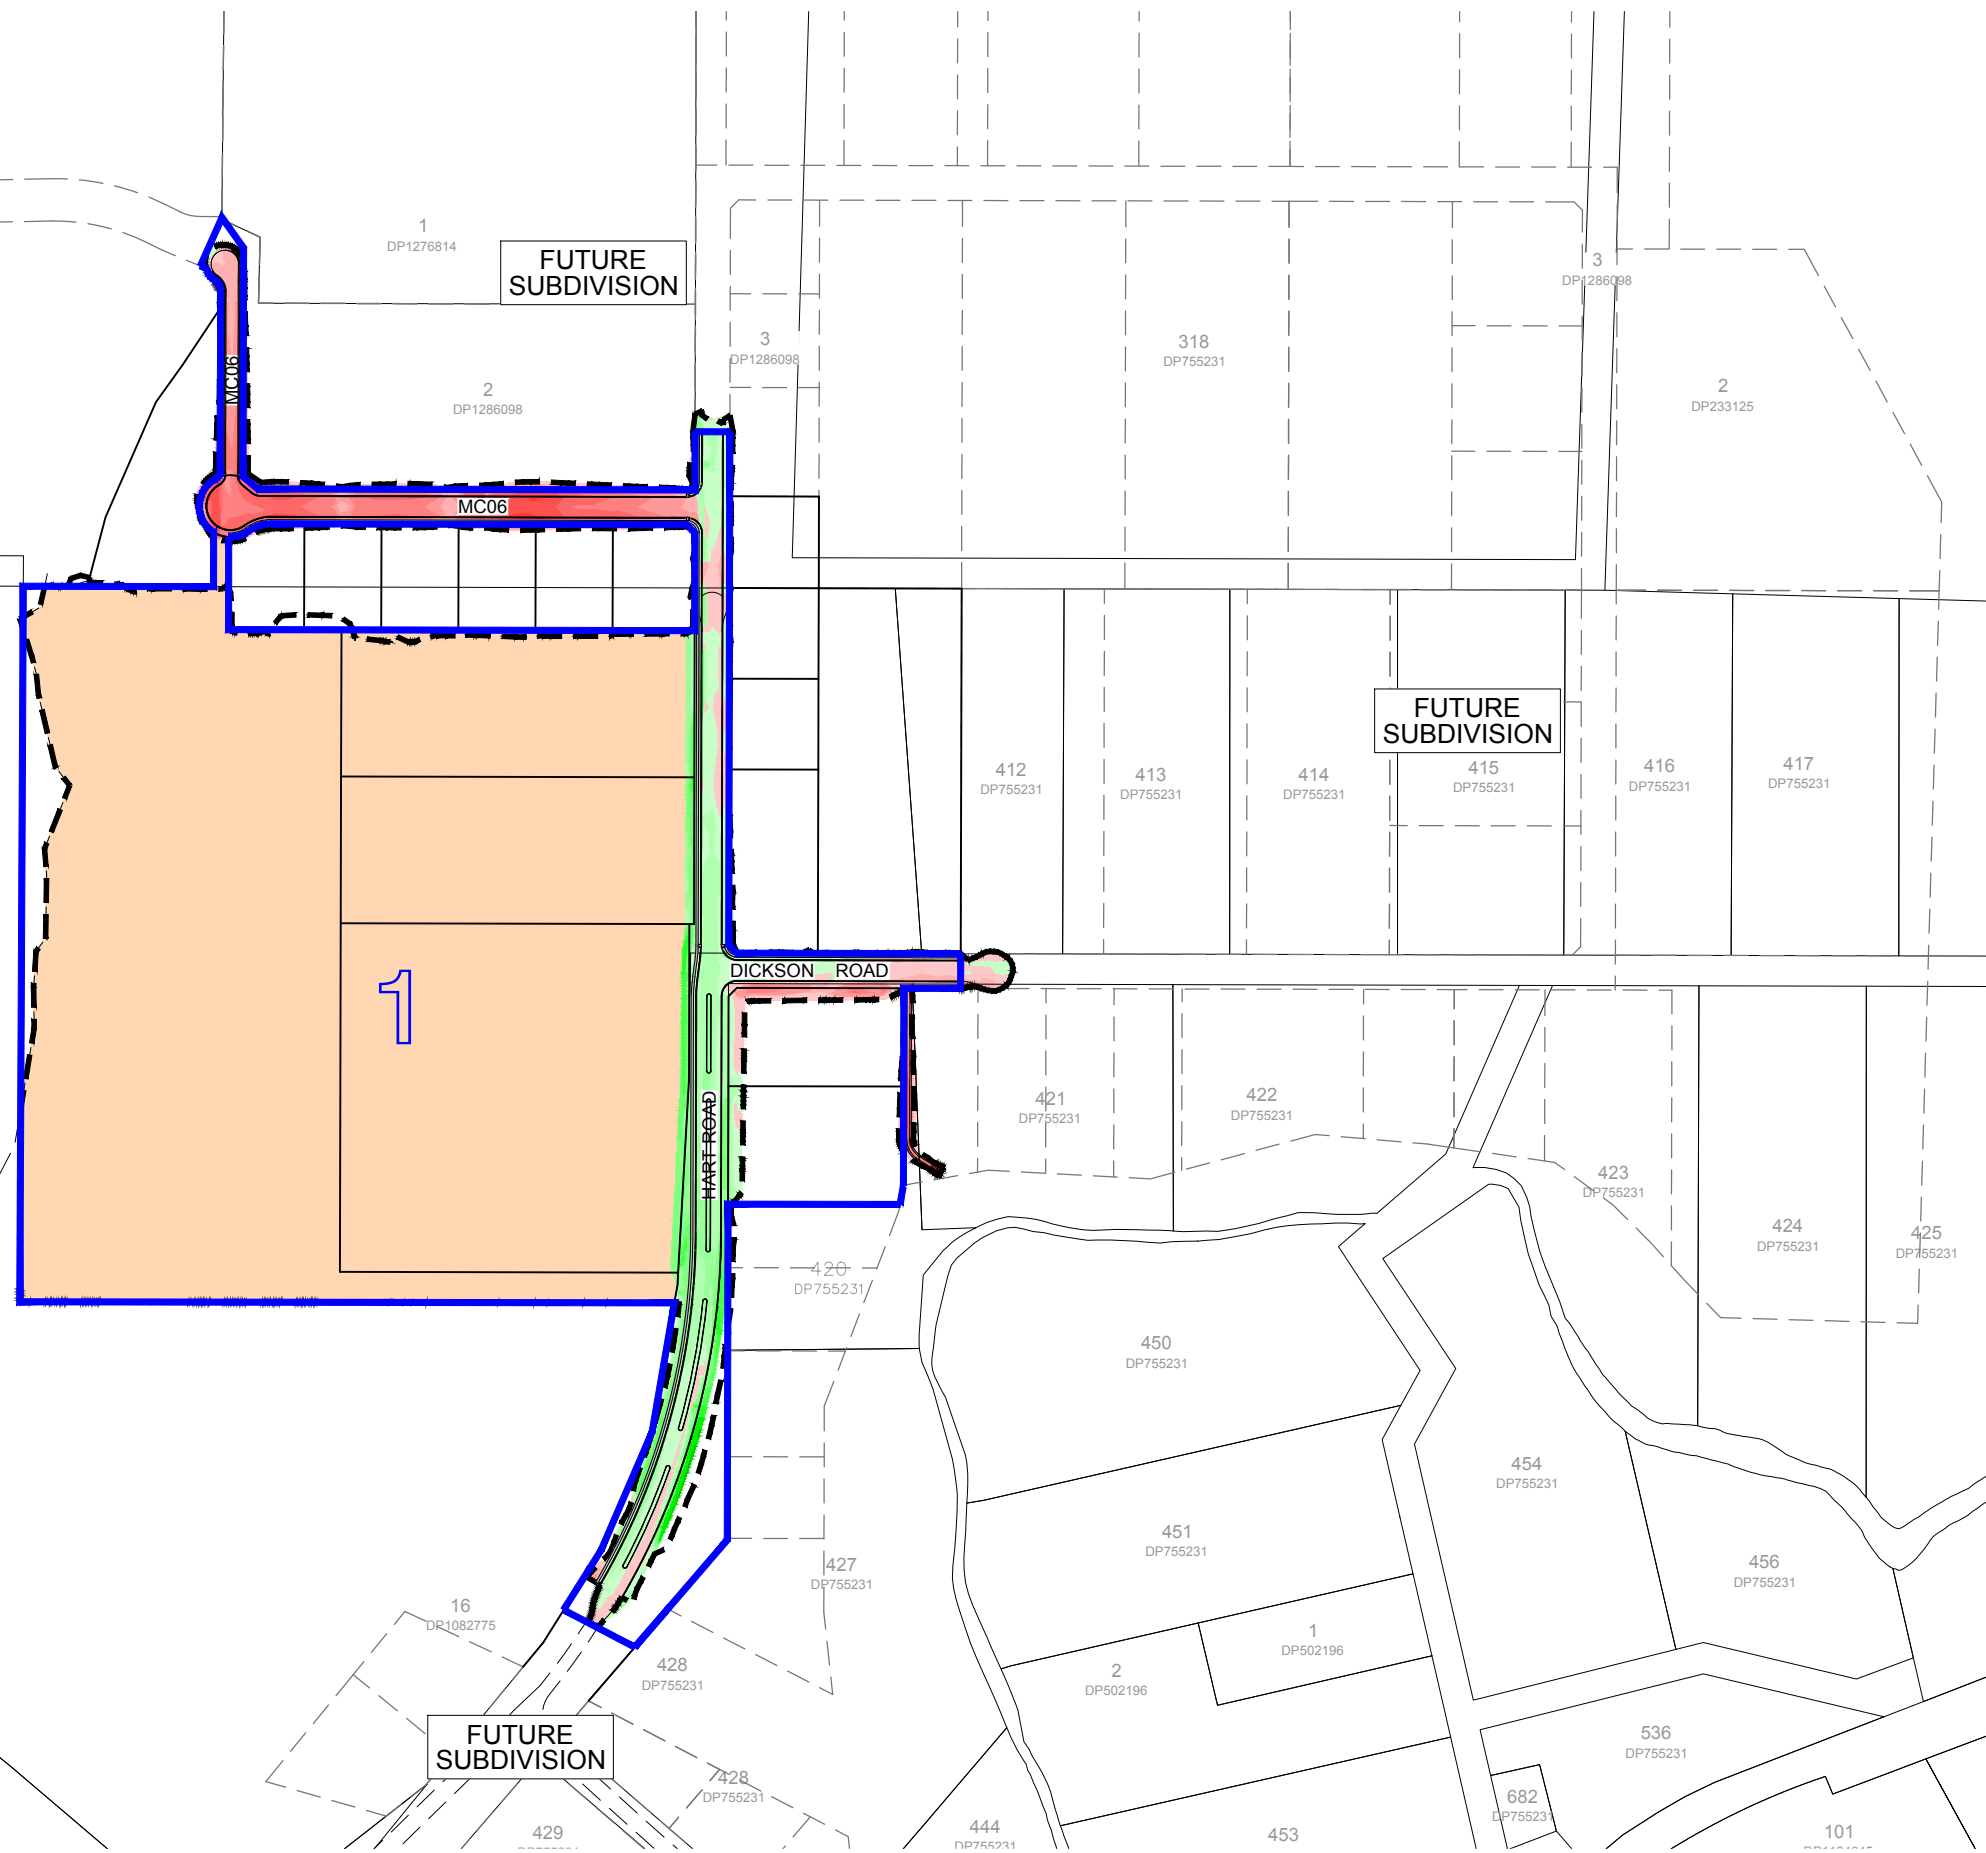 1
DP1276814
FUTURE
SUBDIVISION
3
DP1286098
3
DP1286098
318
DP755231
MC06
2
DP1286098
2
DP233125
MC06
FUTURE
SUBDIVISION
412
DP755231
413
DP755231
414
DP755231
415
DP755231
416
DP755231
417
DP755231
DICKSON ROAD
1
HART ROAD
421
DP755231
422
DP755231
423
DP755231
424
DP755231
425
DP755231
420
DP755231
450
DP755231
454
DP755231
451
DP755231
456
DP755231
427
DP755231
16
DP1082775
1
DP502196
428
DP755231
2
DP502196
FUTURE
SUBDIVISION
536
DP755231
428
DP755231
682
DP755231
429
444
DP755231
453
101